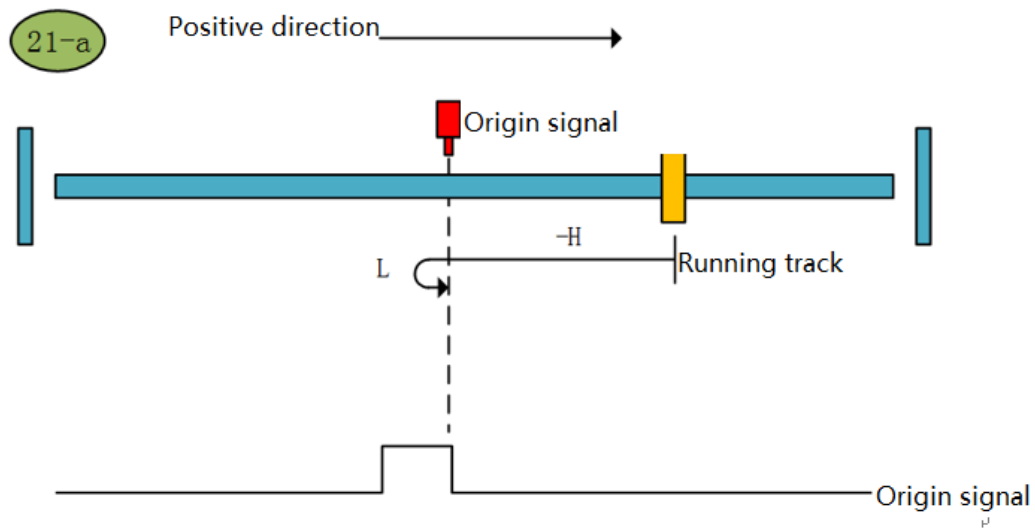 21-a
Positive direction
Origin signal
-H
L
Running track
Origin signal